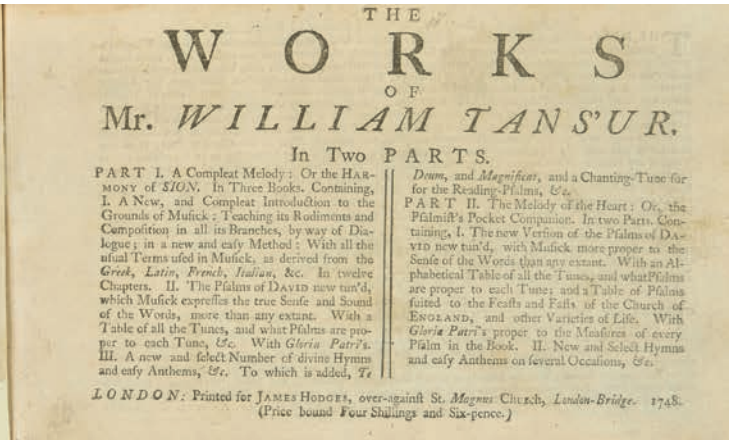 THE
WORKS
OF
Mr. WILLIAM TANS'UR.
In Two PARTS.
PART I. A Compleat Melody: Or the HAR-
MONY of SION. In Three Books. Containing,
I. A New, and Compleat Introduction to the
Grounds of Musick: Teaching its Rudiments and
Composition in all its Branches, by way of Dia-
logue; in a new and easy Method: With all the
usual Terms used in Musick, as derived from the
Greek, Latin, French, Italian, &c. In twelve
Chapters. II. The Psalms of DAVID new tun'd,
which Musick expresses the true Sense and Sound
of the Words, more than any extant. With a
Table of all the Tunes, and what Psalms are pro-
per to each Tune, &c. With Gloria Patri's.
III. A new and select Number of divine Hymns
and easy Anthems, &c. To which is added, Te
Deum, and Magnificat, and a Chanting-Tune for
for the Reading-Psalms, &c.
PART II. The Melody of the Heart: Or, the
Psalmist's Pocket Companion. In two Parts. Con-
taining, I. The new Version of the Psalms of DA-
VID new tun'd, with Musick more proper to the
Sense of the Words than any extant. With an Al-
phabetical Table of all the Tunes, and what Psalms
are proper to each Tune; and a Table of Psalms
suited to the Feasts and Fasts of the Church of
ENGLAND, and other Varieties of Life. With
Gloria Patri's proper to the Measures of every
Psalm in the Book. II. New and Select Hymns
and easy Anthems on several Occasions, &c.
LONDON: Printed for JAMES HODGES, over-against St. Magnus Church, London-Bridge. 1748.
(Price bound Four Shillings and Six-pence.)